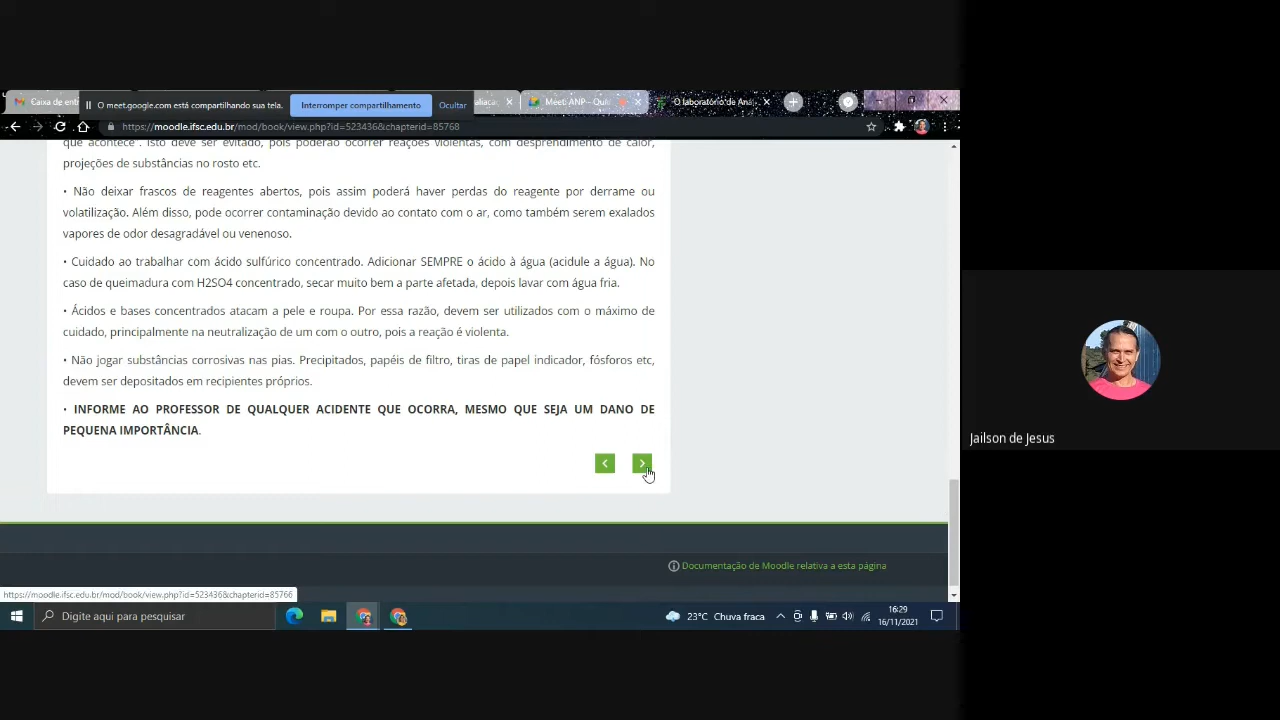 Caixa de ent
O meet.google.com está compartilhando sua tela.
Interromper compartilhamento
Ocultar
Meet: ANP – Quí
O laboratório de Aná
https://moodle.ifsc.edu.br/mod/book/view.php?id=523436&chapterid=85768
que acontece". Isto deve ser evitado, pois poderão ocorrer reações violentas, com desprendimento de calor,
projeções de substâncias no rosto etc.
• Não deixar frascos de reagentes abertos, pois assim poderá haver perdas do reagente por derrame ou
volatilização. Além disso, pode ocorrer contaminação devido ao contato com o ar, como também serem exalados
vapores de odor desagradável ou venenoso.
• Cuidado ao trabalhar com ácido sulfúrico concentrado. Adicionar SEMPRE o ácido à água (acidule a água). No
caso de queimadura com H2SO4 concentrado, secar muito bem a parte afetada, depois lavar com água fria.
• Ácidos e bases concentrados atacam a pele e roupa. Por essa razão, devem ser utilizados com o máximo de
cuidado, principalmente na neutralização de um com o outro, pois a reação é violenta.
• Não jogar substâncias corrosivas nas pias. Precipitados, papéis de filtro, tiras de papel indicador, fósforos etc,
devem ser depositados em recipientes próprios.
• INFORME AO PROFESSOR DE QUALQUER ACIDENTE QUE OCORRA, MESMO QUE SEJA UM DANO DE
PEQUENA IMPORTÂNCIA.
Jailson de Jesus
Documentação de Moodle relativa a esta página
https://moodle.ifsc.edu.br/mod/book/view.php?id=523436&chapterid=85766
Digite aqui para pesquisar
23°C Chuva fraca
16:29
16/11/2021